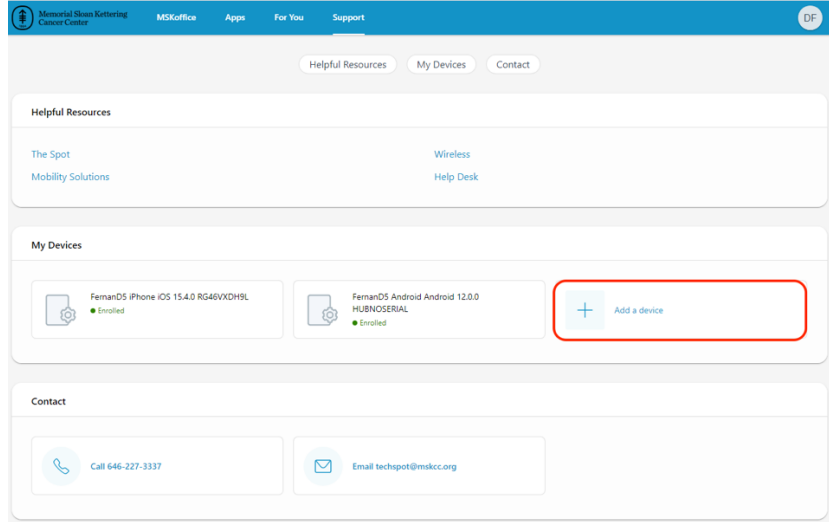 Memorial Sloan Kettering
Cancer Center
MSKoffice
Apps
For You
Support
DF
Helpful Resources
My Devices
Contact
Helpful Resources
The Spot
Wireless
Mobility Solutions
Help Desk
My Devices
FernanD5 iPhone iOS 15.4.0 RG46VXDH9L
Enrolled
FernanD5 Android Android 12.0.0
HUBNOSERIAL
Enrolled
Add a device
Contact
Call 646-227-3337
Email techspot@mskcc.org